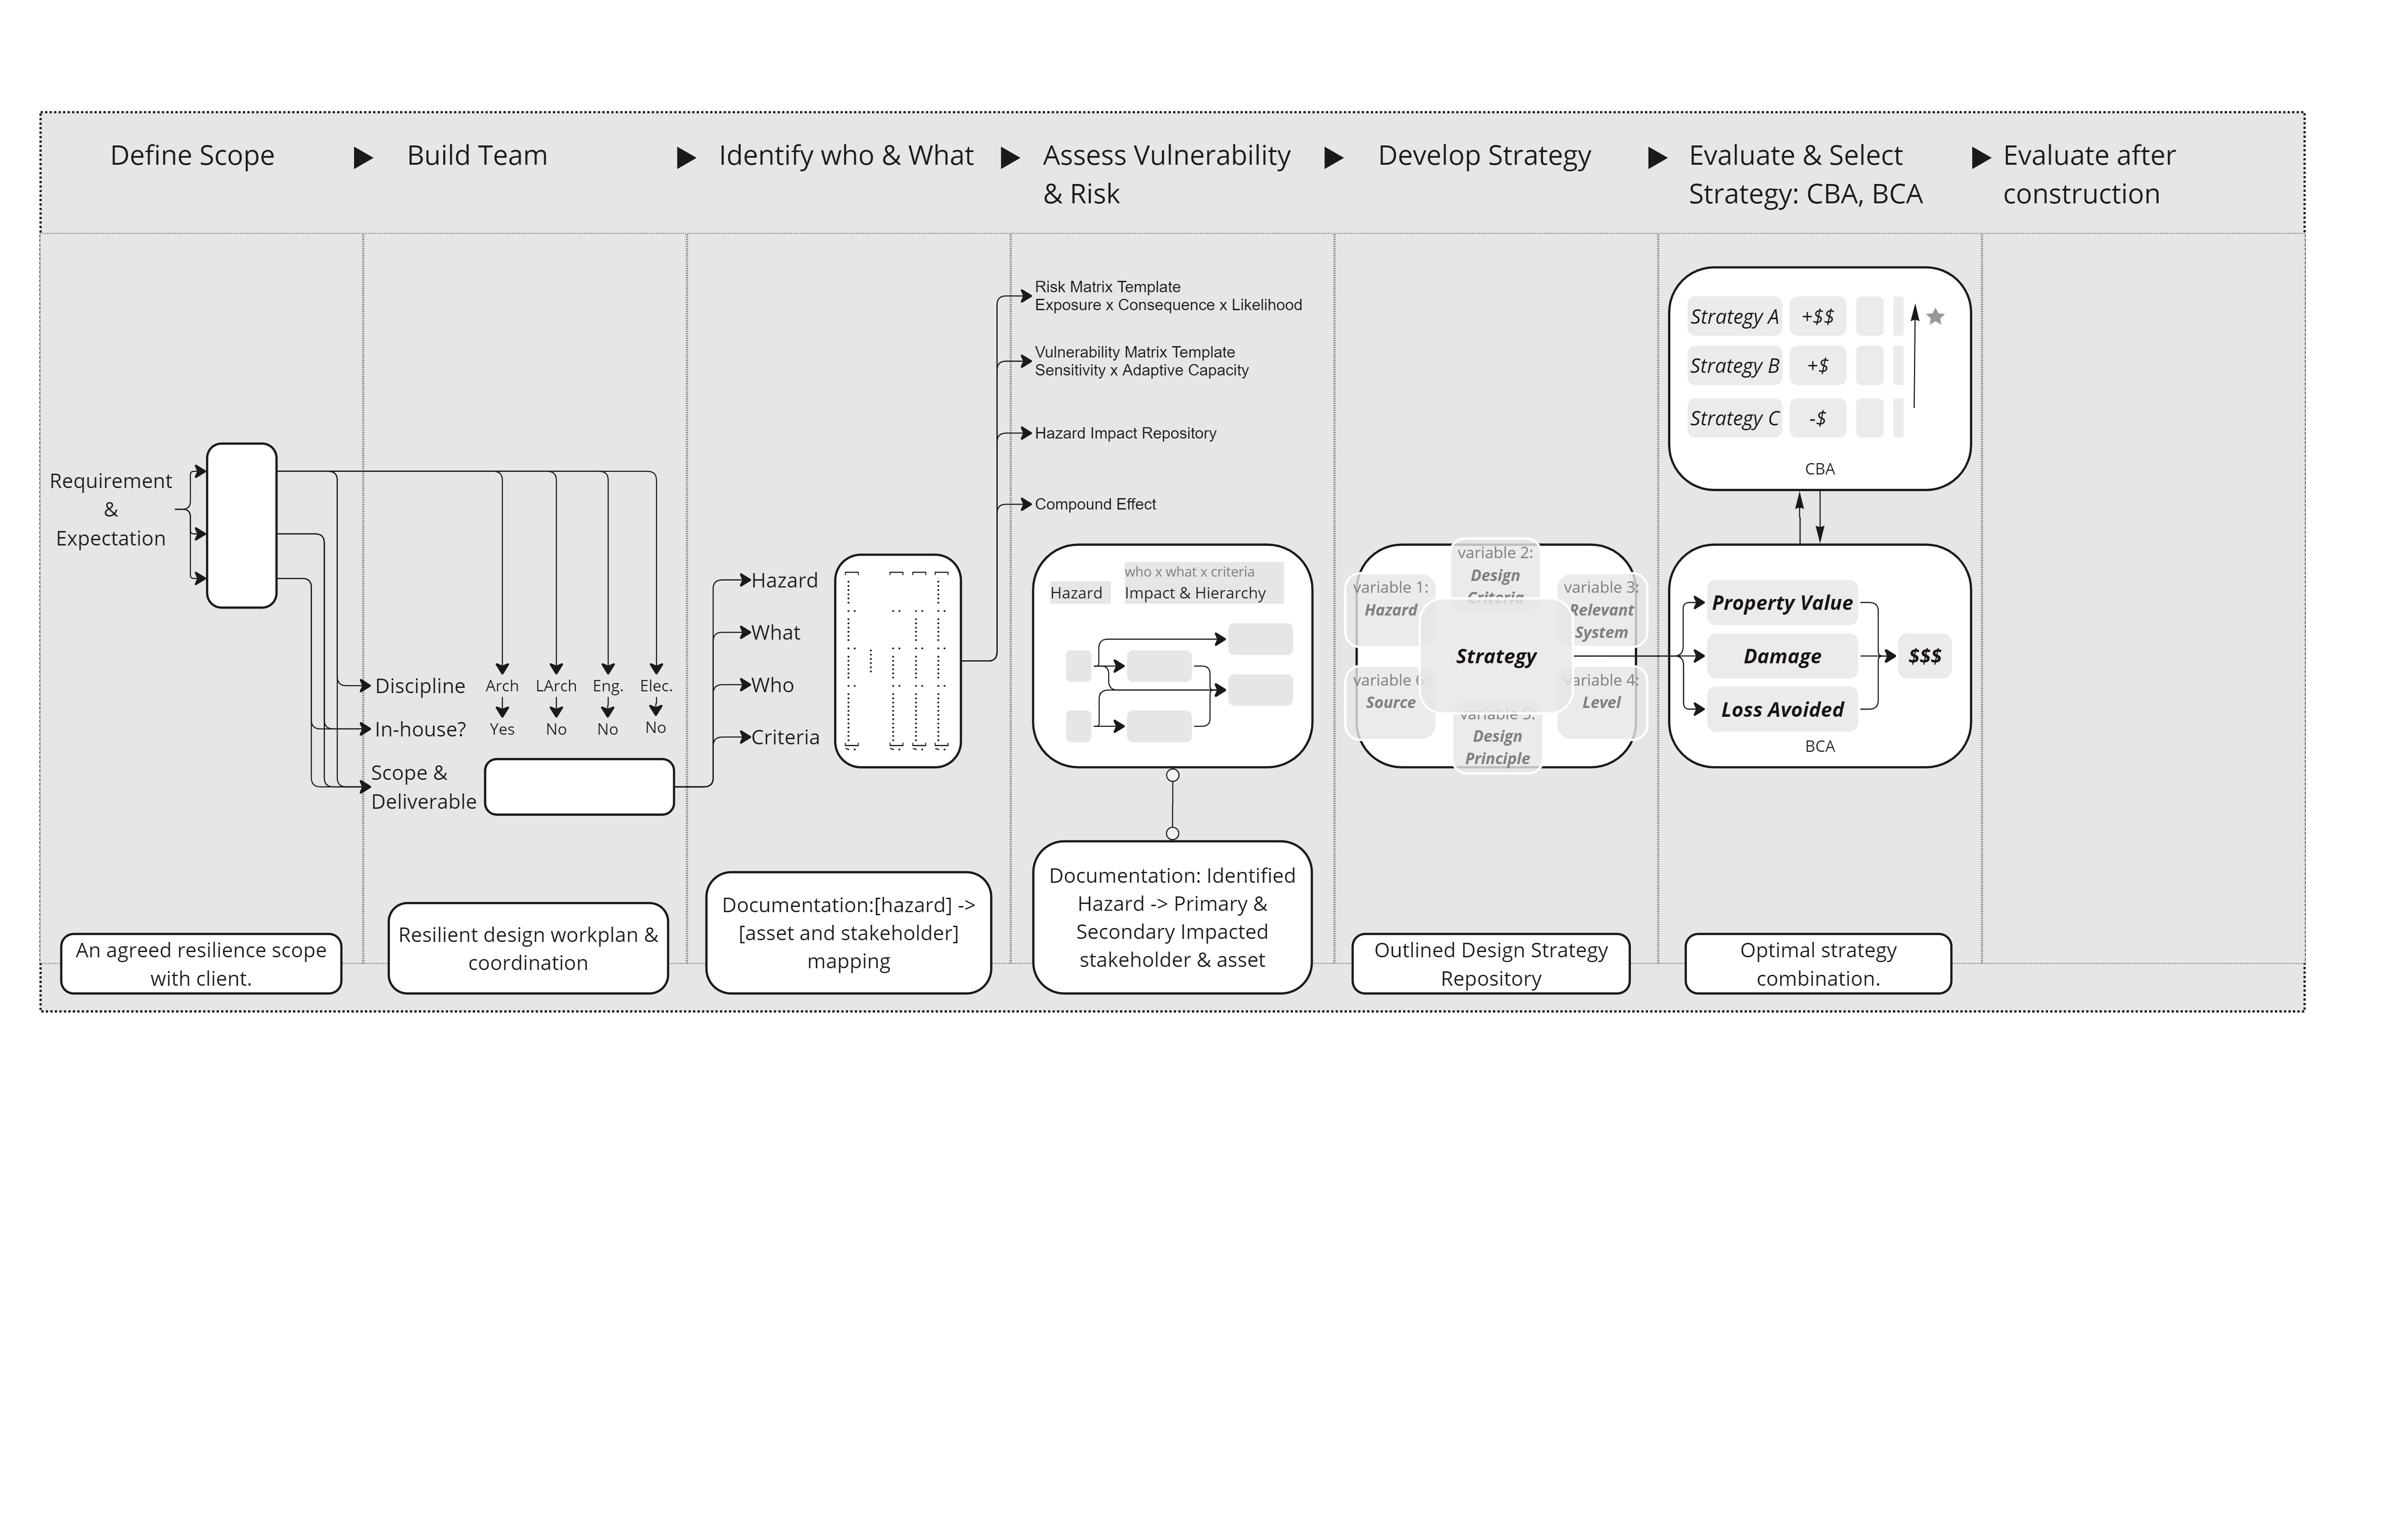 Define Scope
Build Team
Identify who & What
Assess Vulnerability
& Risk
Develop Strategy
Evaluate & Select
Strategy: CBA, BCA
Evaluate after
construction
Requirement
&
Expectation
Discipline
In-house?
Scope &
Deliverable
Arch
LArch
Eng.
Elec.
Yes
No
No
No
Hazard
What
Who
Criteria
Risk Matrix Template
Exposure x Consequence x Likelihood
Vulnerability Matrix Template
Sensitivity x Adaptive Capacity
Hazard Impact Repository
Compound Effect
Hazard
who x what x criteria
Impact & Hierarchy
variable 1:
Hazard
variable 2:
Design
Criteria
variable 3:
Relevant
System
Strategy
variable 6:
Source
variable 5:
Design
Principle
variable 4:
Level
Strategy A
+$$
Strategy B
+$
Strategy C
-$
CBA
Property Value
Damage
Loss Avoided
$$$
BCA
An agreed resilience scope
with client.
Resilient design workplan &
coordination
Documentation:[hazard] ->
[asset and stakeholder]
mapping
Documentation: Identified
Hazard -> Primary &
Secondary Impacted
stakeholder & asset
Outlined Design Strategy
Repository
Optimal strategy
combination.